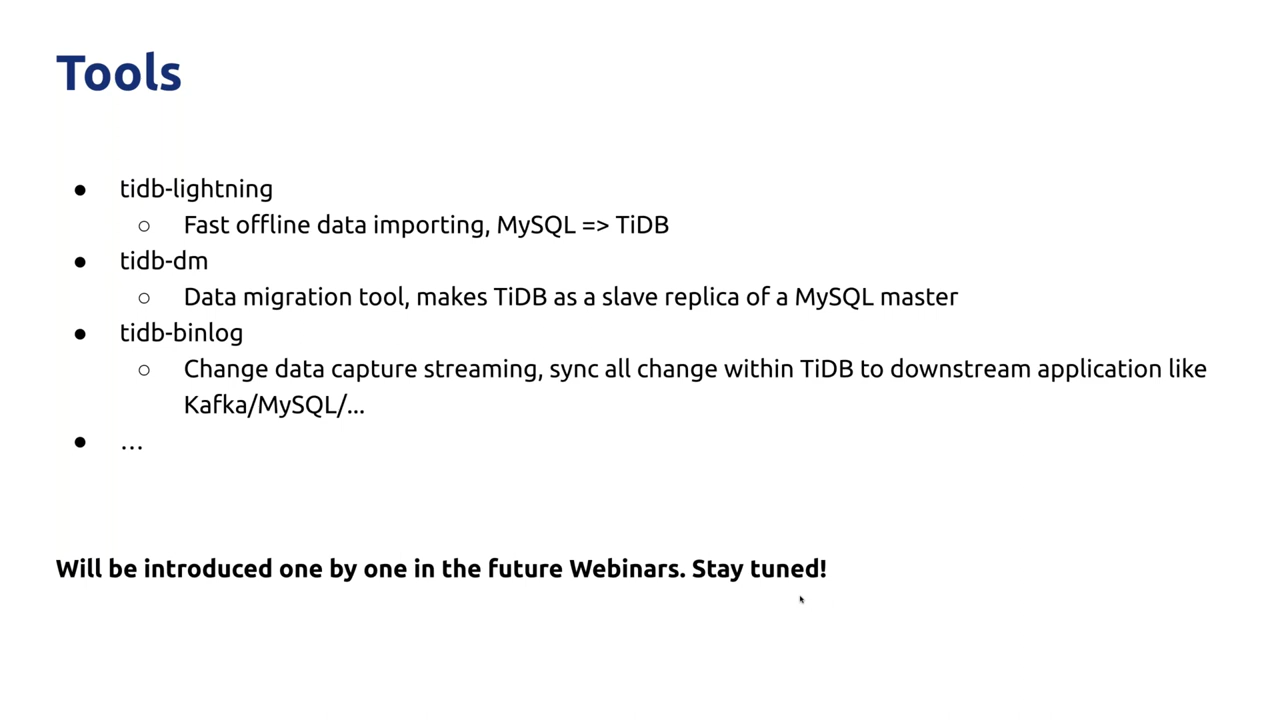 Tools
● tidb-lightning
○ Fast offline data importing, MySQL => TiDB
● tidb-dm
○ Data migration tool, makes TiDB as a slave replica of a MySQL master
● tidb-binlog
○ Change data capture streaming, sync all change within TiDB to downstream application like
Kafka/MySQL/...
● …
Will be introduced one by one in the future Webinars. Stay tuned!